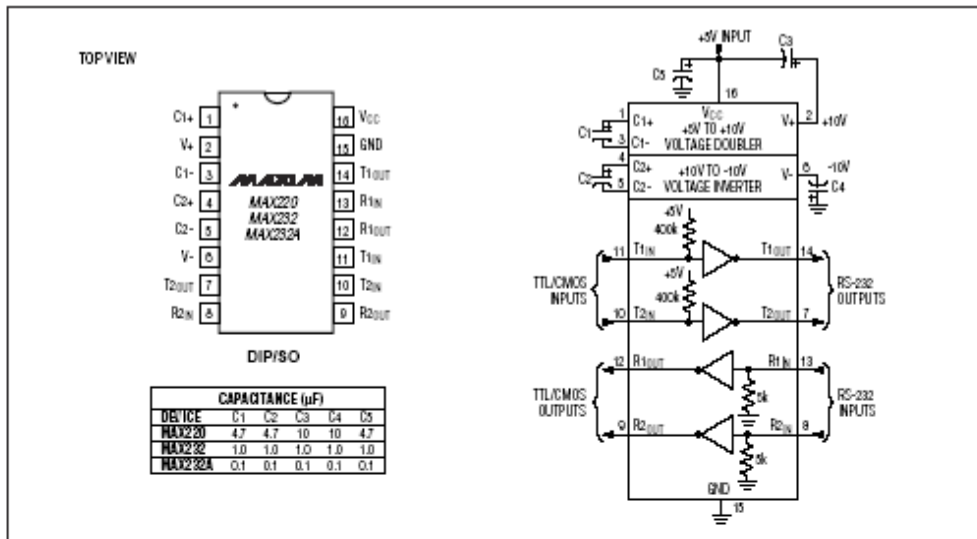 TOP VIEW
C1+ 1
V+ 2
C1- 3
C2+ 4
C2- 5
V- 6
T2OUT 7
R2IN 8
MAXIM
MAX220
MAX232
MAX232A
16 VCC
15 GND
14 T1OUT
13 R1IN
12 R1OUT
11 T1IN
10 T2IN
9 R2OUT
DIP/SO
CAPACITANCE (µF)
DEVICE C1 C2 C3 C4 C5
MAX220 4.7 4.7 10 10 4.7
MAX232 1.0 1.0 1.0 1.0 1.0
MAX232A 0.1 0.1 0.1 0.1 0.1
+5V INPUT
C3
C5
16
VCC
1 C1+
C1
3 C1-
+5V TO +10V
VOLTAGE DOUBLER
V+ 2 +10V
4 C2+
C2
5 C2-
+10V TO -10V
VOLTAGE INVERTER
V- 6 -10V
C4
+5V
400k
11 T1IN
T1OUT 14
+5V
400k
TTL/CMOS
INPUTS
RS-232
OUTPUTS
10 T2IN
T2OUT 7
12 R1OUT
R1IN 13
5k
TTL/CMOS
OUTPUTS
RS-232
INPUTS
9 R2OUT
R2IN 8
5k
GND
15